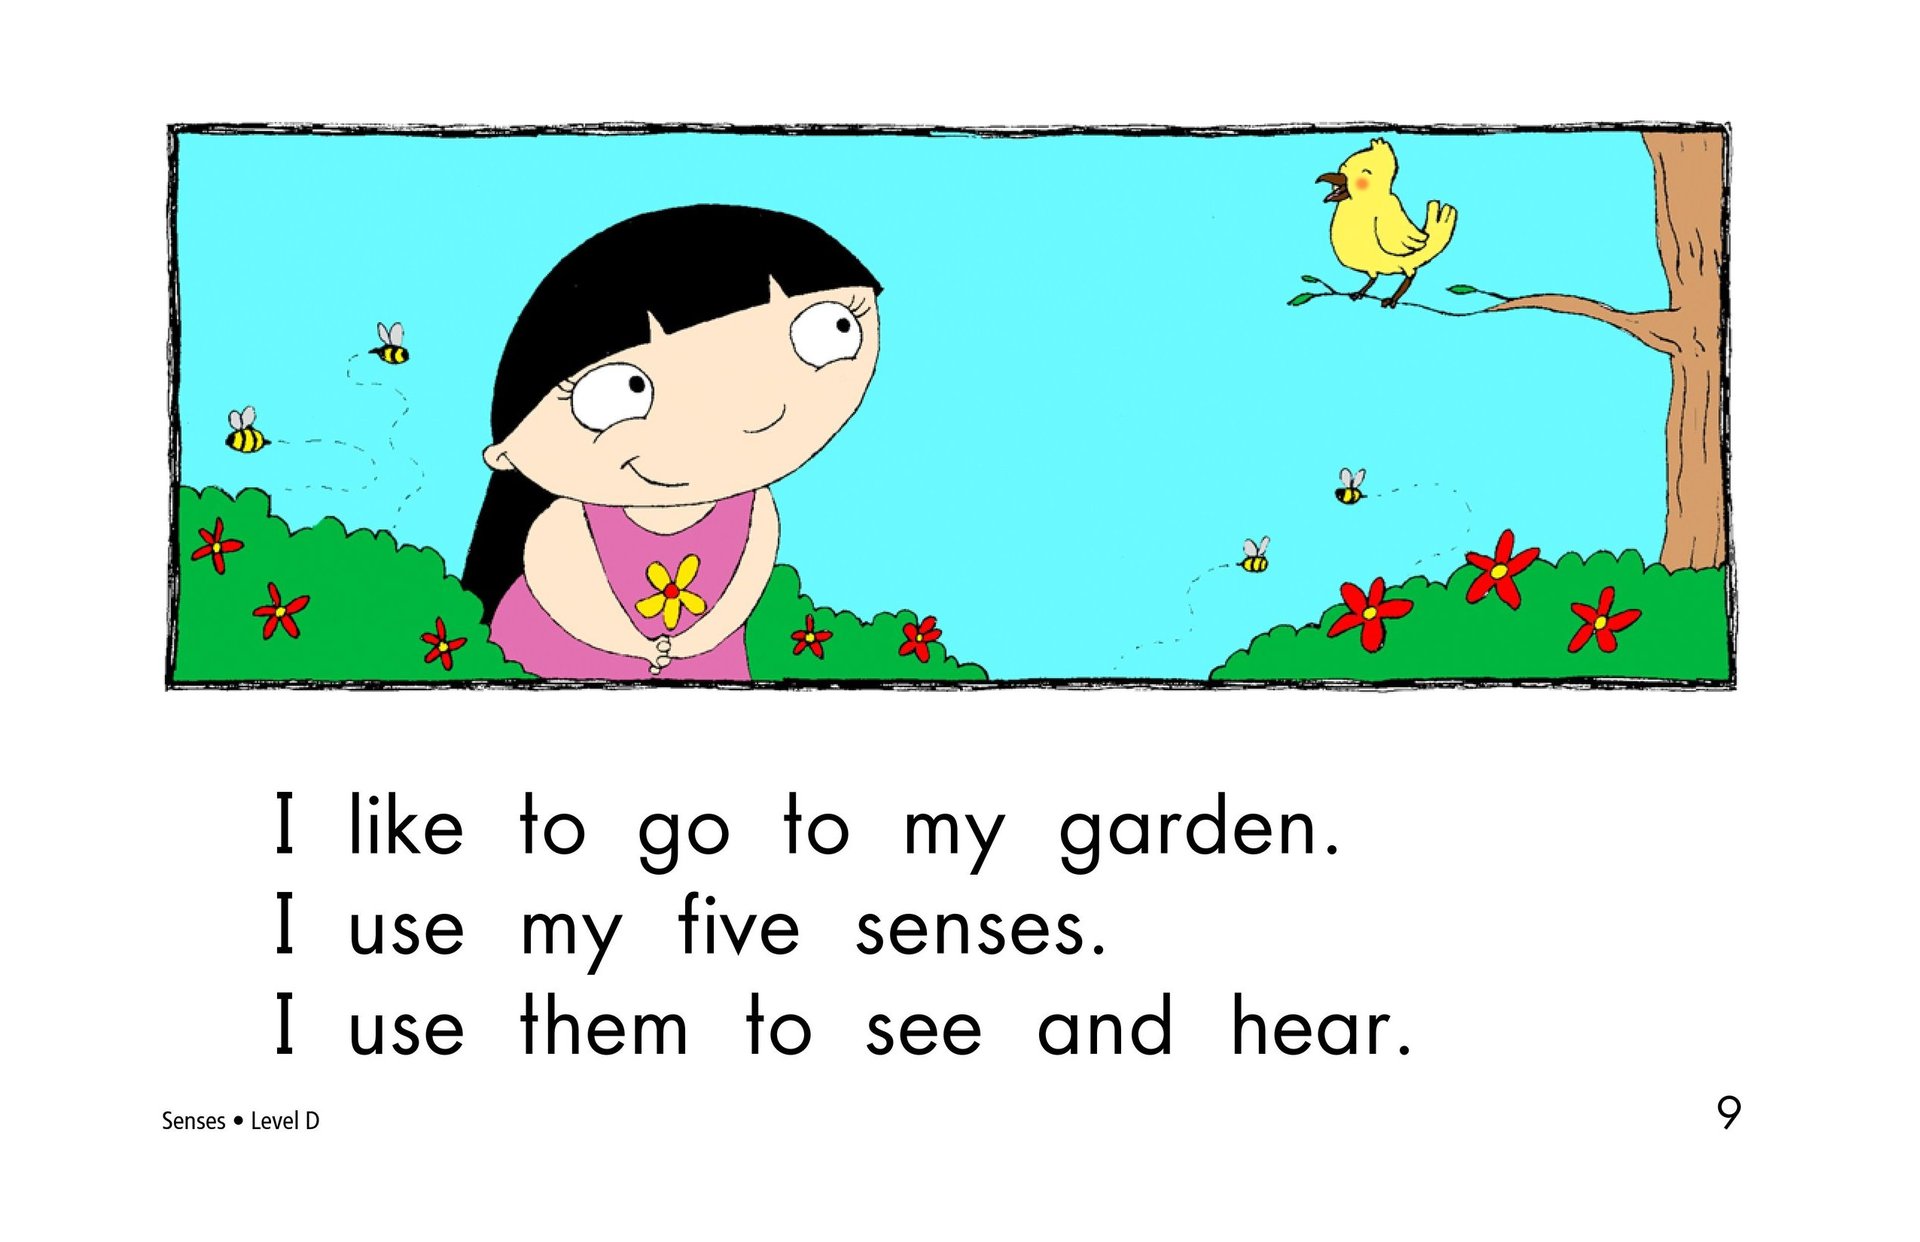 I like to go to my garden.
I use my five senses.
I use them to see and hear.
Senses • Level D
9